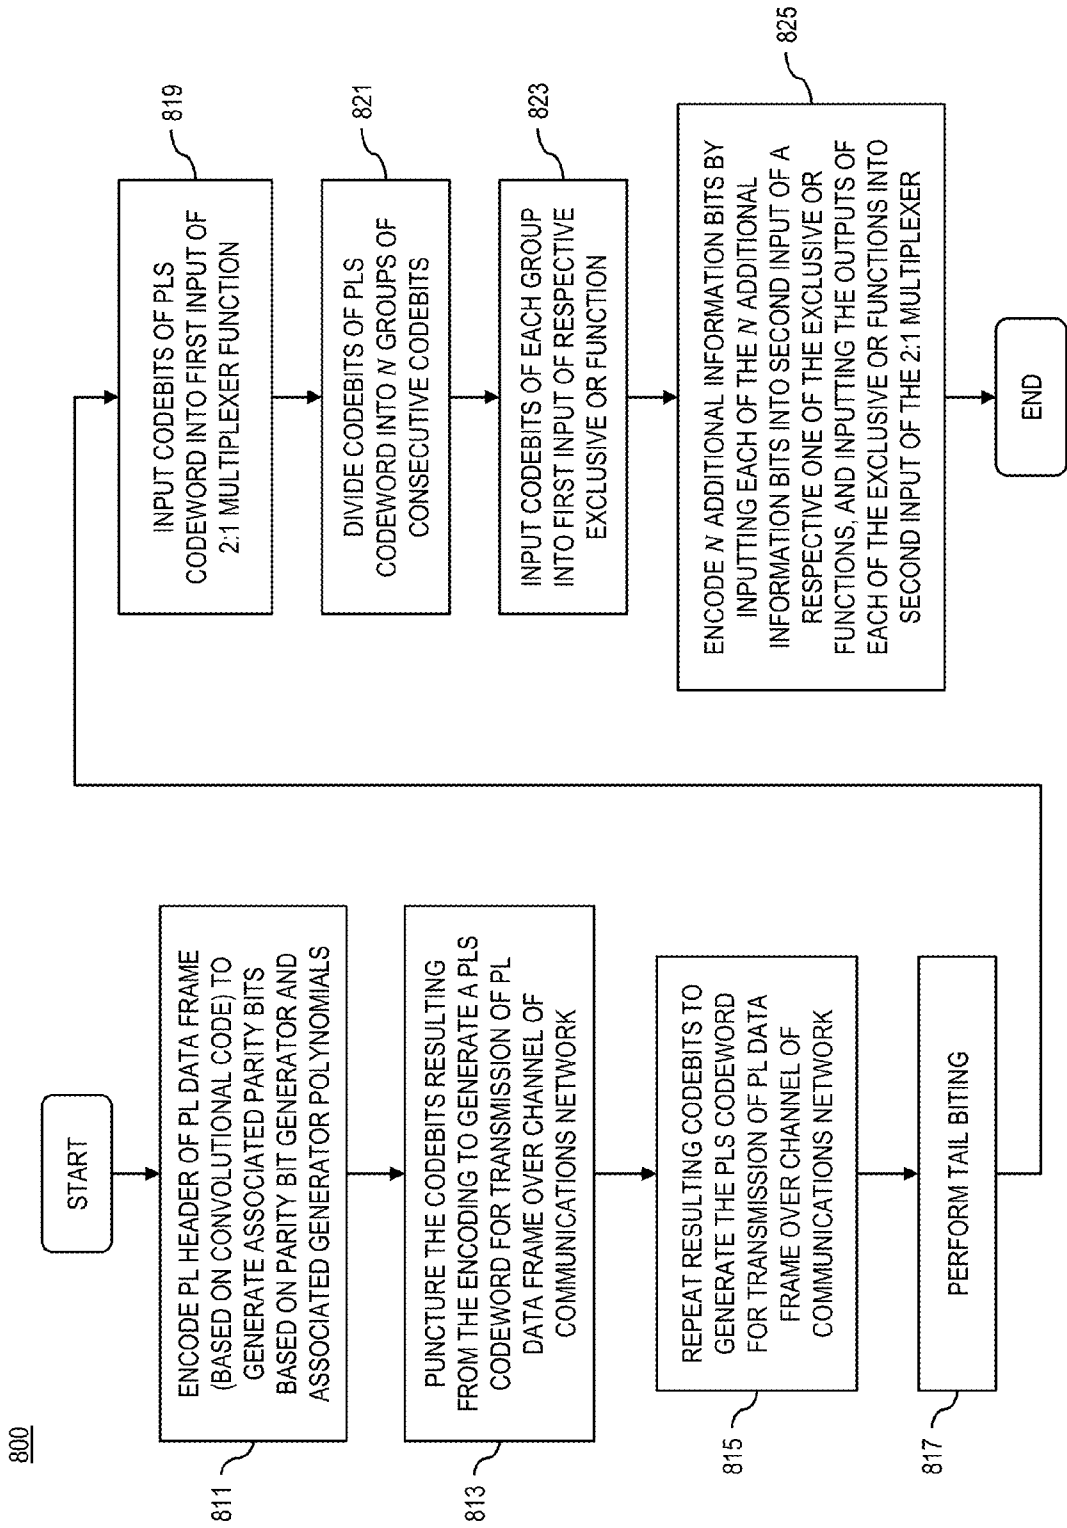 800
START
ENCODE PL HEADER OF PL DATA FRAME
(BASED ON CONVOLUTIONAL CODE) TO
GENERATE ASSOCIATED PARITY BITS
BASED ON PARITY BIT GENERATOR AND
ASSOCIATED GENERATOR POLYNOMIALS
811
PUNCTURE THE CODEBITS RESULTING
FROM THE ENCODING TO GENERATE A PLS
CODEWORD FOR TRANSMISSION OF PL
DATA FRAME OVER CHANNEL OF
COMMUNICATIONS NETWORK
813
REPEAT RESULTING CODEBITS TO
GENERATE THE PLS CODEWORD
FOR TRANSMISSION OF PL DATA
FRAME OVER CHANNEL OF
COMMUNICATIONS NETWORK
815
PERFORM TAIL BITING
817
INPUT CODEBITS OF PLS
CODEWORD INTO FIRST INPUT OF
2:1 MULTIPLEXER FUNCTION
819
DIVIDE CODEBITS OF PLS
CODEWORD INTO N GROUPS OF
CONSECUTIVE CODEBITS
821
INPUT CODEBITS OF EACH GROUP
INTO FIRST INPUT OF RESPECTIVE
EXCLUSIVE OR FUNCTION
823
ENCODE N ADDITIONAL INFORMATION BITS BY
INPUTTING EACH OF THE N ADDITIONAL
INFORMATION BITS INTO SECOND INPUT OF A
RESPECTIVE ONE OF THE EXCLUSIVE OR
FUNCTIONS, AND INPUTTING THE OUTPUTS OF
EACH OF THE EXCLUSIVE OR FUNCTIONS INTO
SECOND INPUT OF THE 2:1 MULTIPLEXER
825
END